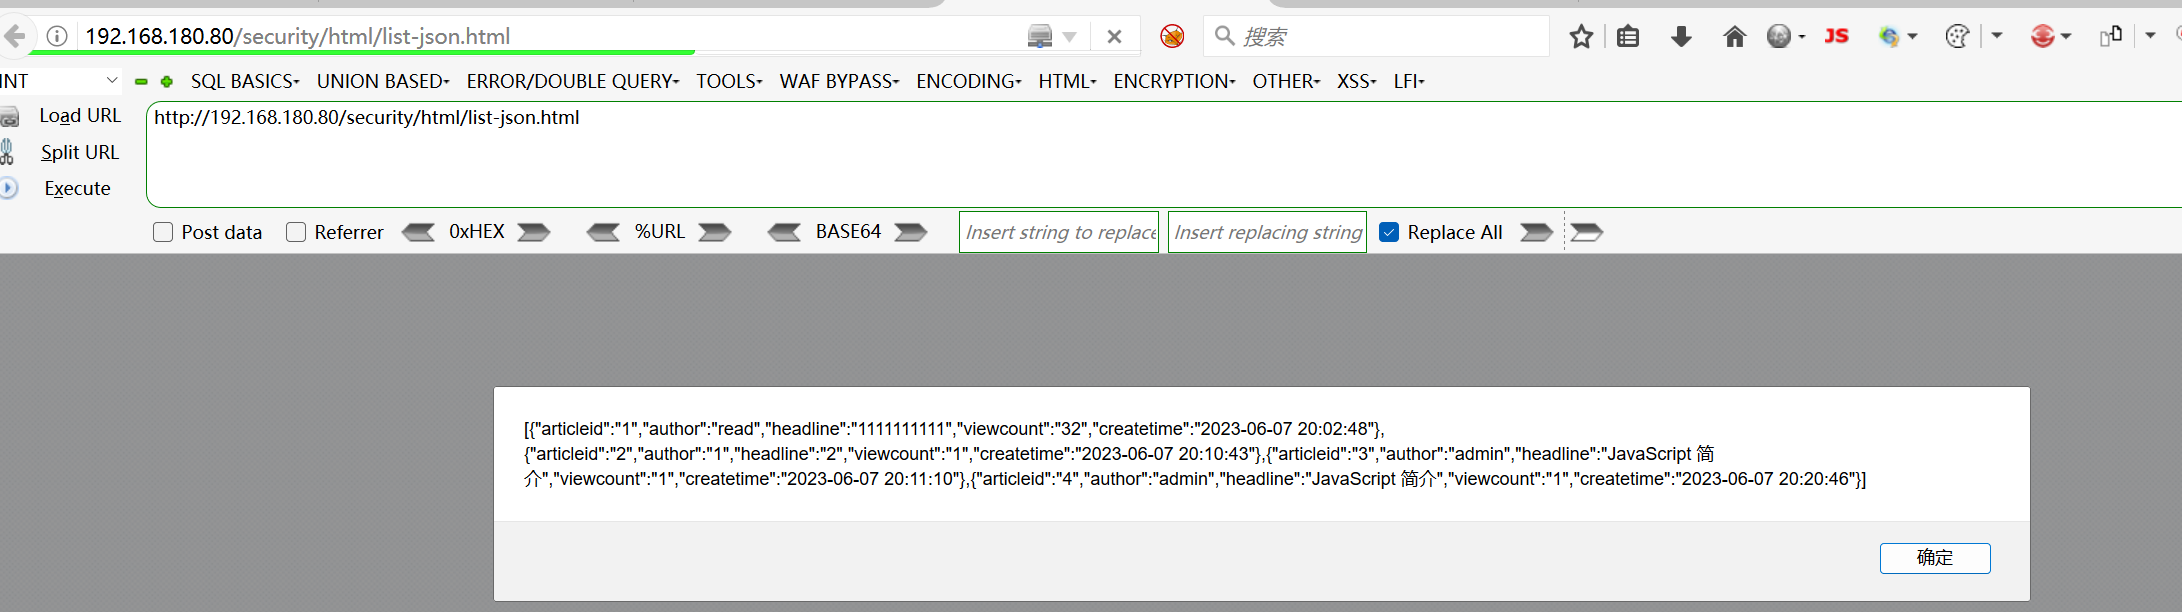 192.168.180.80/security/html/list-json.html
搜索
JS
INT
SQL BASICS
UNION BASED
ERROR/DOUBLE QUERY
TOOLS
WAF BYPASS
ENCODING
HTML
ENCRYPTION
OTHER
XSS
LFI
Load URL
http://192.168.180.80/security/html/list-json.html
Split URL
Execute
Post data
Referrer
0xHEX
%URL
BASE64
Insert string to replace
Insert replacing string
Replace All
[{"articleid":"1","author":"read","headline":"1111111111","viewcount":"32","createtime":"2023-06-07 20:02:48"},
{"articleid":"2","author":"1","headline":"2","viewcount":"1","createtime":"2023-06-07 20:10:43"},{"articleid":"3","author":"admin","headline":"JavaScript 简
介","viewcount":"1","createtime":"2023-06-07 20:11:10"},{"articleid":"4","author":"admin","headline":"JavaScript 简介","viewcount":"1","createtime":"2023-06-07 20:20:46"}]
确定